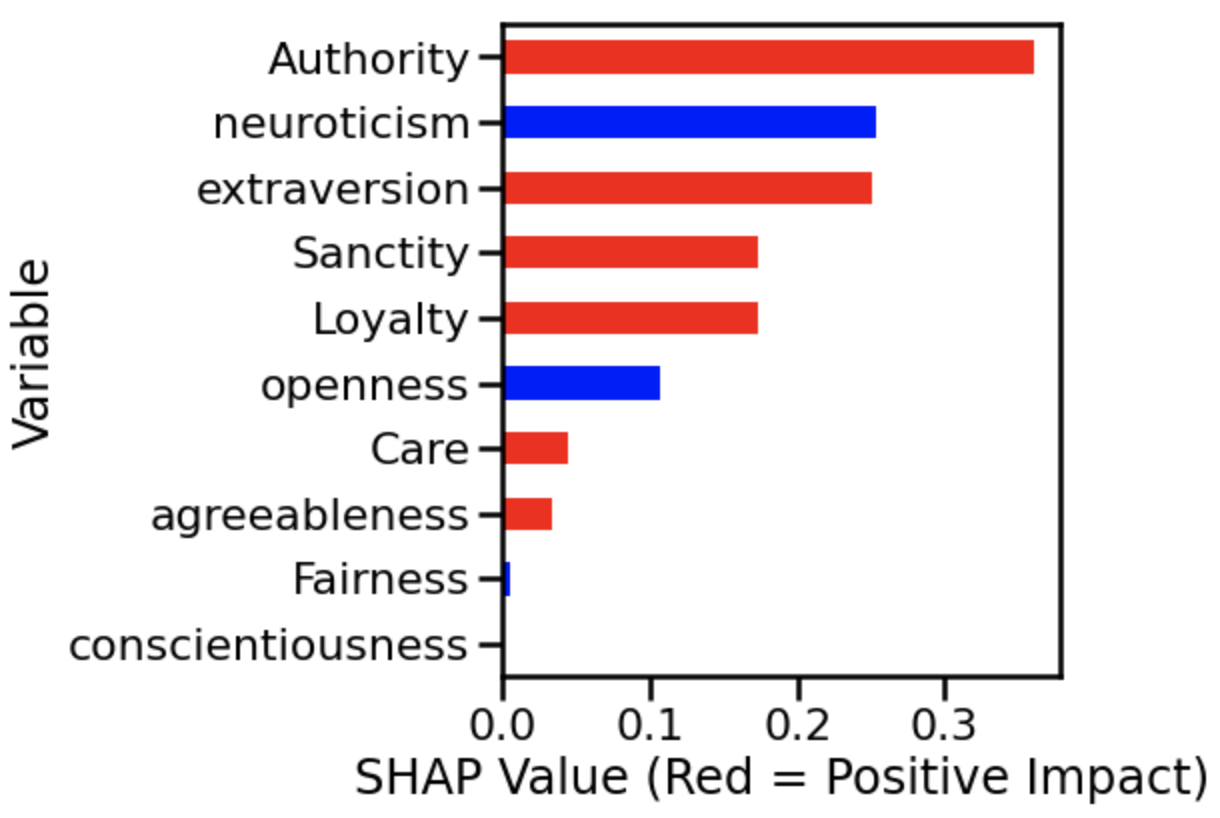 Authority
neuroticism
extraversion
Sanctity
Loyalty
openness
Care
agreeableness
Fairness
conscientiousness
Variable
0.0 0.1 0.2 0.3
SHAP Value (Red = Positive Impact)